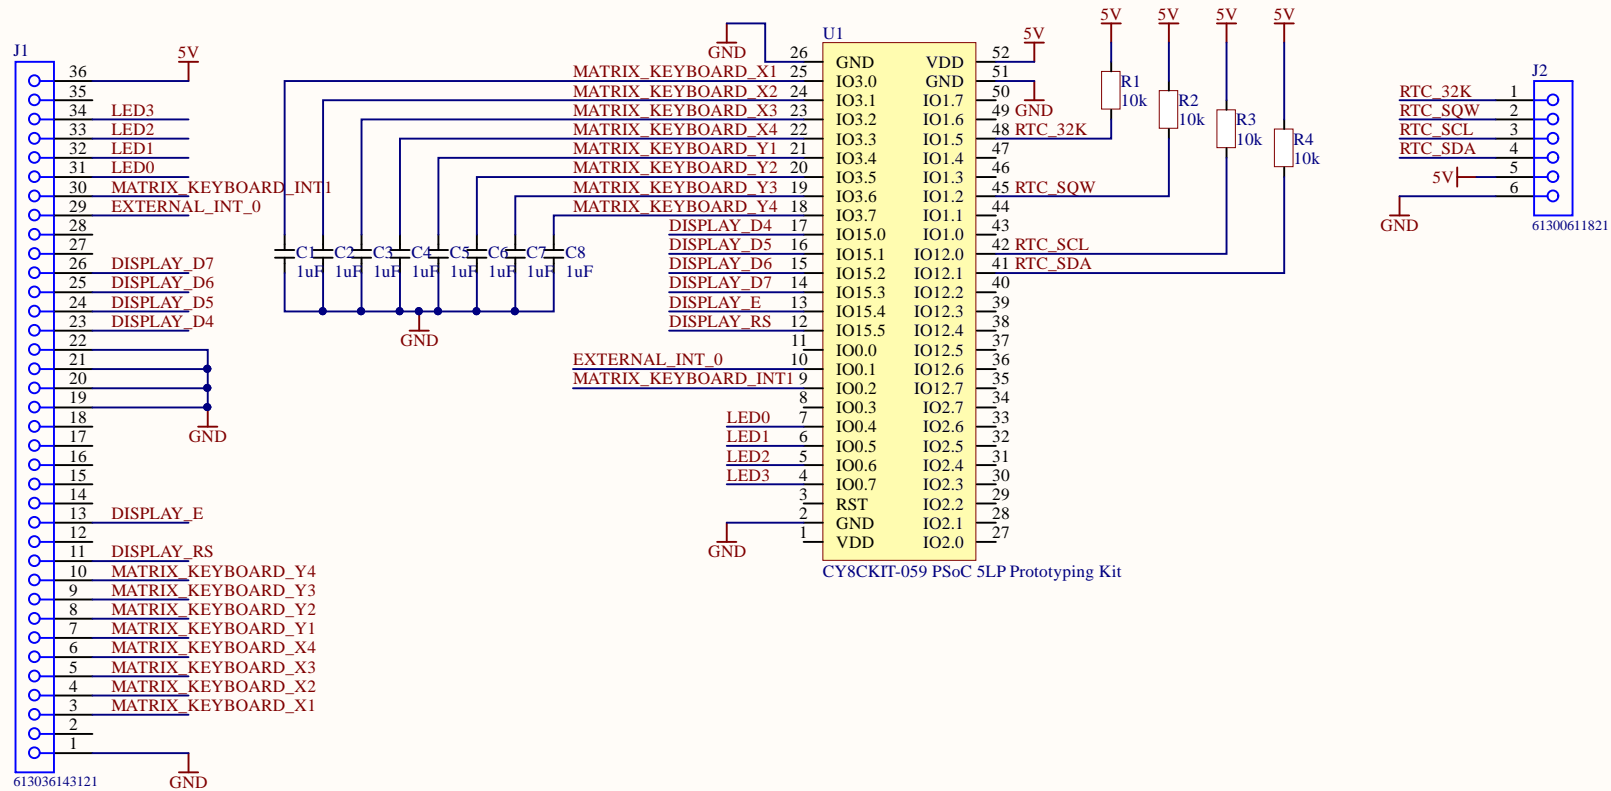 J1
36 5V
35
34 LED3
33 LED2
32 LED1
31 LED0
30 MATRIX_KEYBOARD_INT1
29 EXTERNAL_INT_0
28
27
26 DISPLAY_D7
25 DISPLAY_D6
24 DISPLAY_D5
23 DISPLAY_D4
22
21
20
19
GND
18
17
16
15
14
13 DISPLAY_E
12
11 DISPLAY_RS
10 MATRIX_KEYBOARD_Y4
9 MATRIX_KEYBOARD_Y3
8 MATRIX_KEYBOARD_Y2
7 MATRIX_KEYBOARD_Y1
6 MATRIX_KEYBOARD_X4
5 MATRIX_KEYBOARD_X3
4 MATRIX_KEYBOARD_X2
3 MATRIX_KEYBOARD_X1
2
1
GND
613036143121
C1 C2 C3 C4 C5 C6 C7 C8
1uF 1uF 1uF 1uF 1uF 1uF 1uF 1uF
GND
U1
GND 26 GND
MATRIX_KEYBOARD_X1 25 IO3.0
MATRIX_KEYBOARD_X2 24 IO3.1
MATRIX_KEYBOARD_X3 23 IO3.2
MATRIX_KEYBOARD_X4 22 IO3.3
MATRIX_KEYBOARD_Y1 21 IO3.4
MATRIX_KEYBOARD_Y2 20 IO3.5
MATRIX_KEYBOARD_Y3 19 IO3.6
MATRIX_KEYBOARD_Y4 18 IO3.7
DISPLAY_D4 17 IO15.0
DISPLAY_D5 16 IO15.1
DISPLAY_D6 15 IO15.2
DISPLAY_D7 14 IO15.3
DISPLAY_E 13 IO15.4
DISPLAY_RS 12 IO15.5
11 IO0.0
EXTERNAL_INT_0 10 IO0.1
MATRIX_KEYBOARD_INT1 9 IO0.2
8 IO0.3
LED0 7 IO0.4
LED1 6 IO0.5
LED2 5 IO0.6
LED3 4 IO0.7
3 RST
2 GND
GND 1 VDD
VDD 52 5V
GND 51 GND
IO1.7 50
IO1.6 49
IO1.5 48 RTC_32K
IO1.4 47
IO1.3 46
IO1.2 45 RTC_SQW
IO1.1 44
IO1.0 43
IO12.0 42 RTC_SCL
IO12.1 41 RTC_SDA
IO12.2 40
IO12.3 39
IO12.4 38
IO12.5 37
IO12.6 36
IO12.7 35
IO2.7 34
IO2.6 33
IO2.5 32
IO2.4 31
IO2.3 30
IO2.2 29
IO2.1 28
IO2.0 27
CY8CKIT-059 PSoC 5LP Prototyping Kit
5V 5V 5V 5V
R1
10k
R2
10k
R3
10k
R4
10k
J2
RTC_32K 1
RTC_SQW 2
RTC_SCL 3
RTC_SDA 4
5V 5
6
GND
61300611821